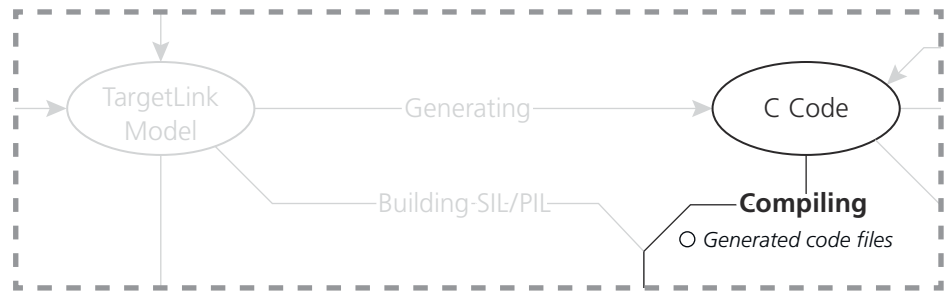 TargetLink
Model
Generating
C Code
Building SIL/PIL
Compiling
Generated code files